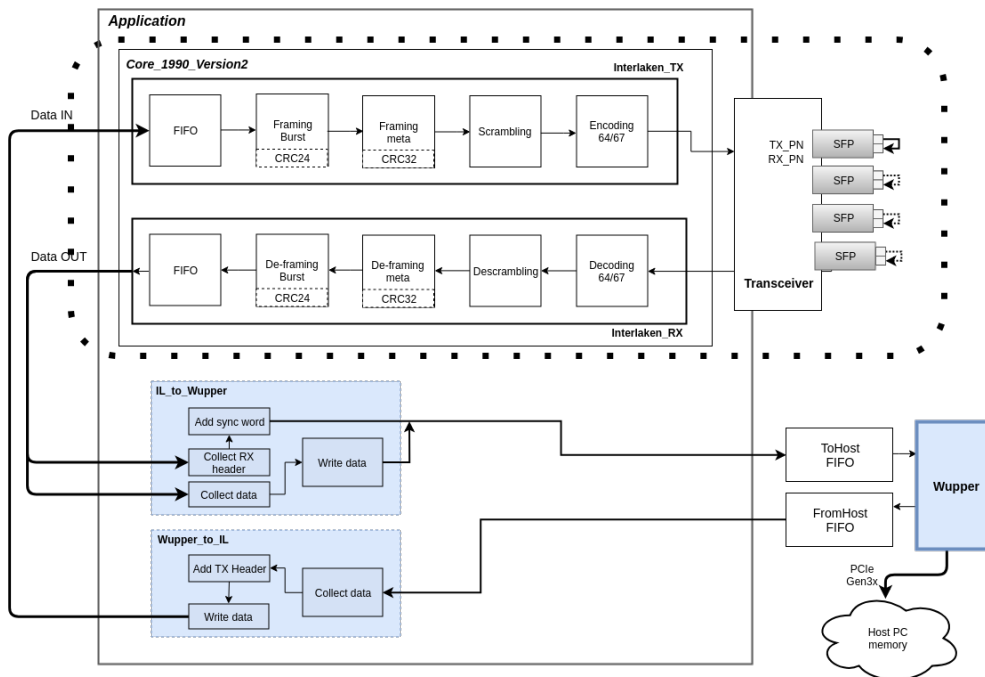 Application
Core_1990_Version2
Interlaken_TX
Data IN
FIFO
Framing
Burst
CRC24
Framing
meta
CRC32
Scrambling
Encoding
64/67
TX_PN
RX_PN
SFP
SFP
SFP
SFP
Transceiver
Data OUT
FIFO
De-framing
Burst
CRC24
De-framing
meta
CRC32
Descrambling
Decoding
64/67
Interlaken_RX
IL_to_Wupper
Add sync word
Collect RX
header
Collect data
Write data
ToHost
FIFO
FromHost
FIFO
Wupper
Wupper_to_IL
Add TX Header
Write data
Collect data
PCIe
Gen3x
Host PC
memory